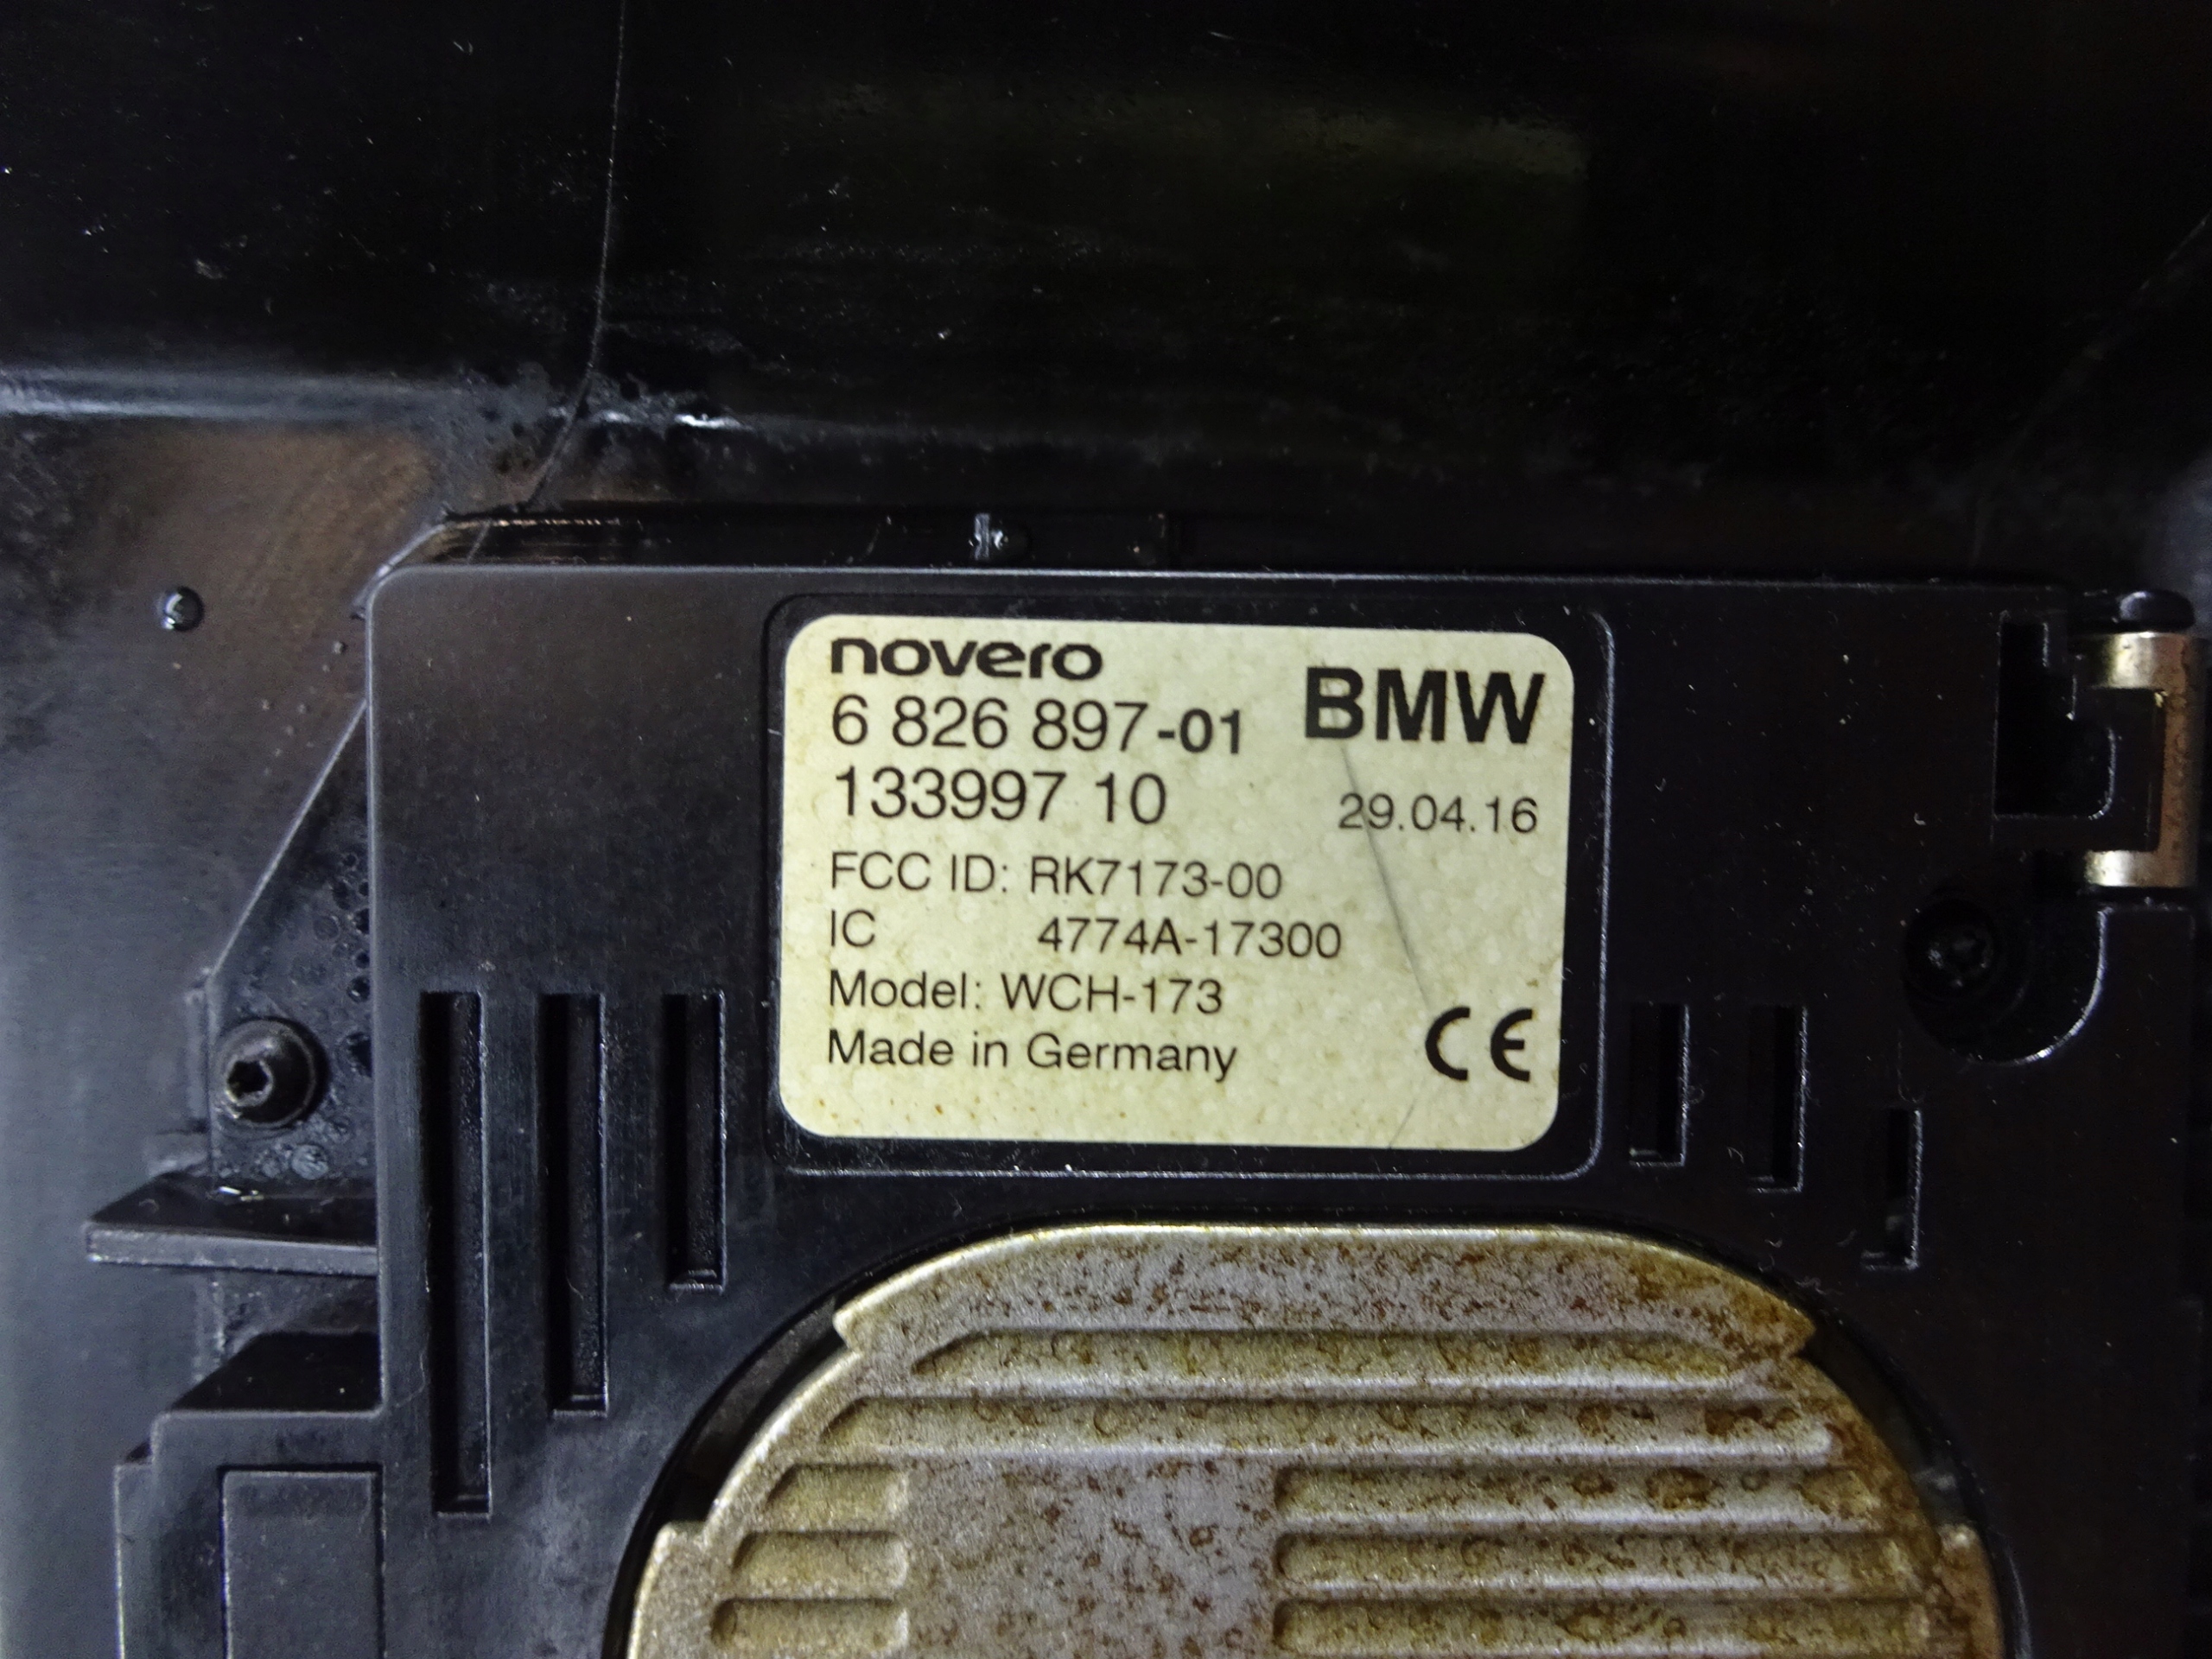 novero
6 826 897-01 BMW
133997 10 29.04.16
FCC ID: RK7173-00
IC 4774A-17300
Model: WCH-173
Made in Germany CE